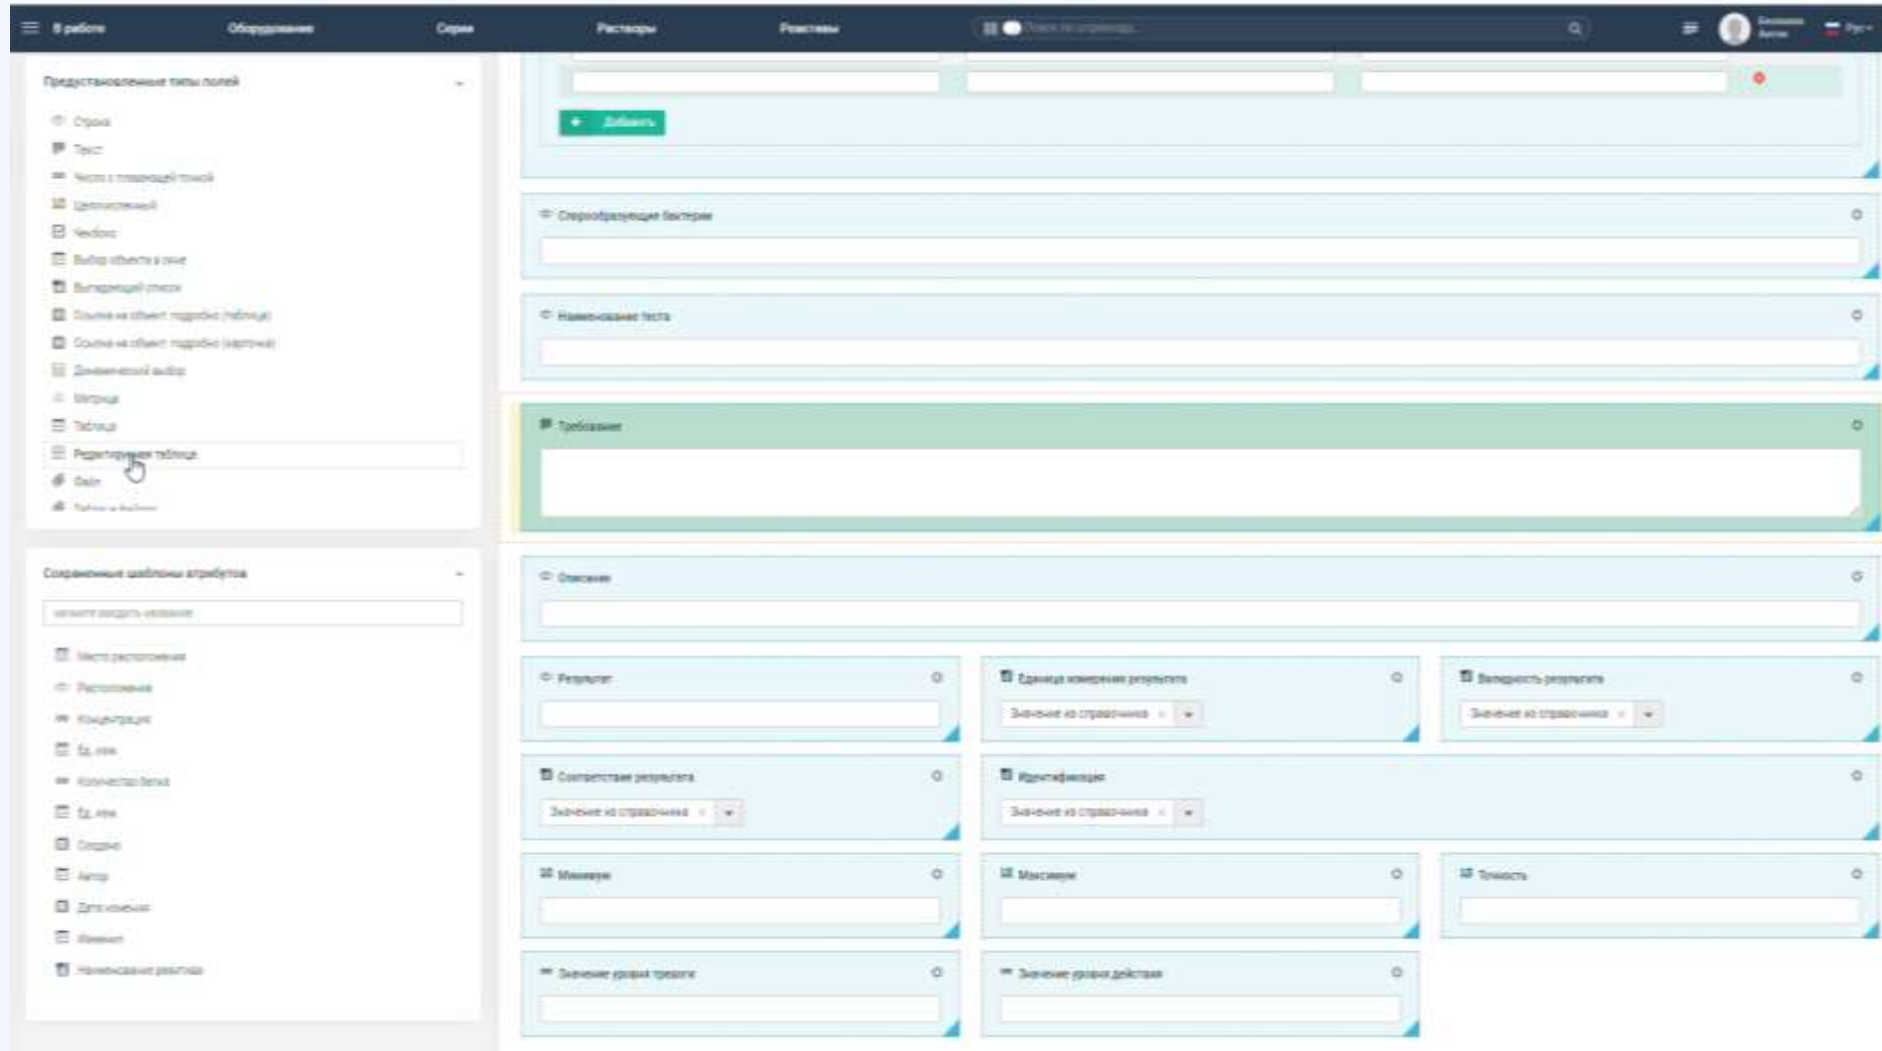 В работе
Оборудование
Серии
Растворы
Реактивы
Рус
Предустановленные типы полей
Строка
Текст
Число с плавающей точкой
Целочисленный
Чекбокс
Выбор объекта в окне
Выпадающий список
Ссылка на объект подробно (таблица)
Ссылка на объект подробно (карточка)
Динамический выбор
Матрица
Таблица
Редактируемая таблица
Файл
Сохраненные шаблоны атрибутов
начните вводить название
Место расположения
Расположение
Концентрация
Ед. изм.
Количество белка
Ед. изм.
Создано
Автор
Изменил
Добавить
Спорообразующие бактерии
Наименование теста
Требование
Описание
Результат
Единица измерения результата
Значение из справочника
Валидность результата
Значение из справочника
Соответствие результата
Значение из справочника
Идентификация
Значение из справочника
Минимум
Максимум
Точность
Значение уровня тревоги
Значение уровня действия